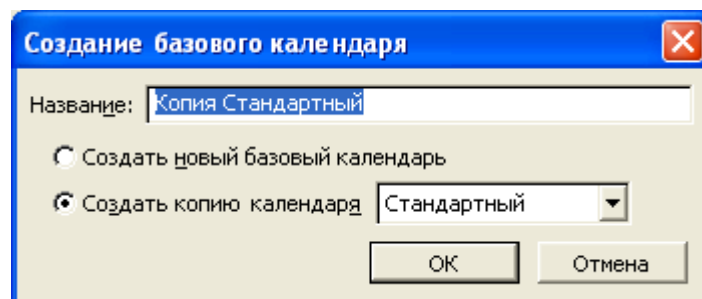 Создание базового календаря
Название: Копия Стандартный
Создать новый базовый календарь
Создать копию календаря Стандартный
ОК Отмена